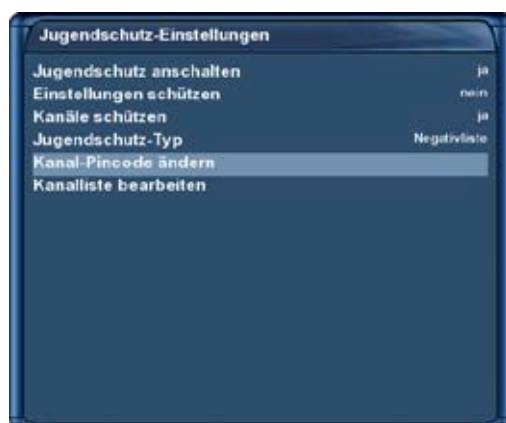 Jugendschutz-Einstellungen
Jugendschutz anschalten ja
Einstellungen schützen nein
Kanäle schützen ja
Jugendschutz-Typ Negativliste
Kanal-Pincode ändern
Kanalliste bearbeiten